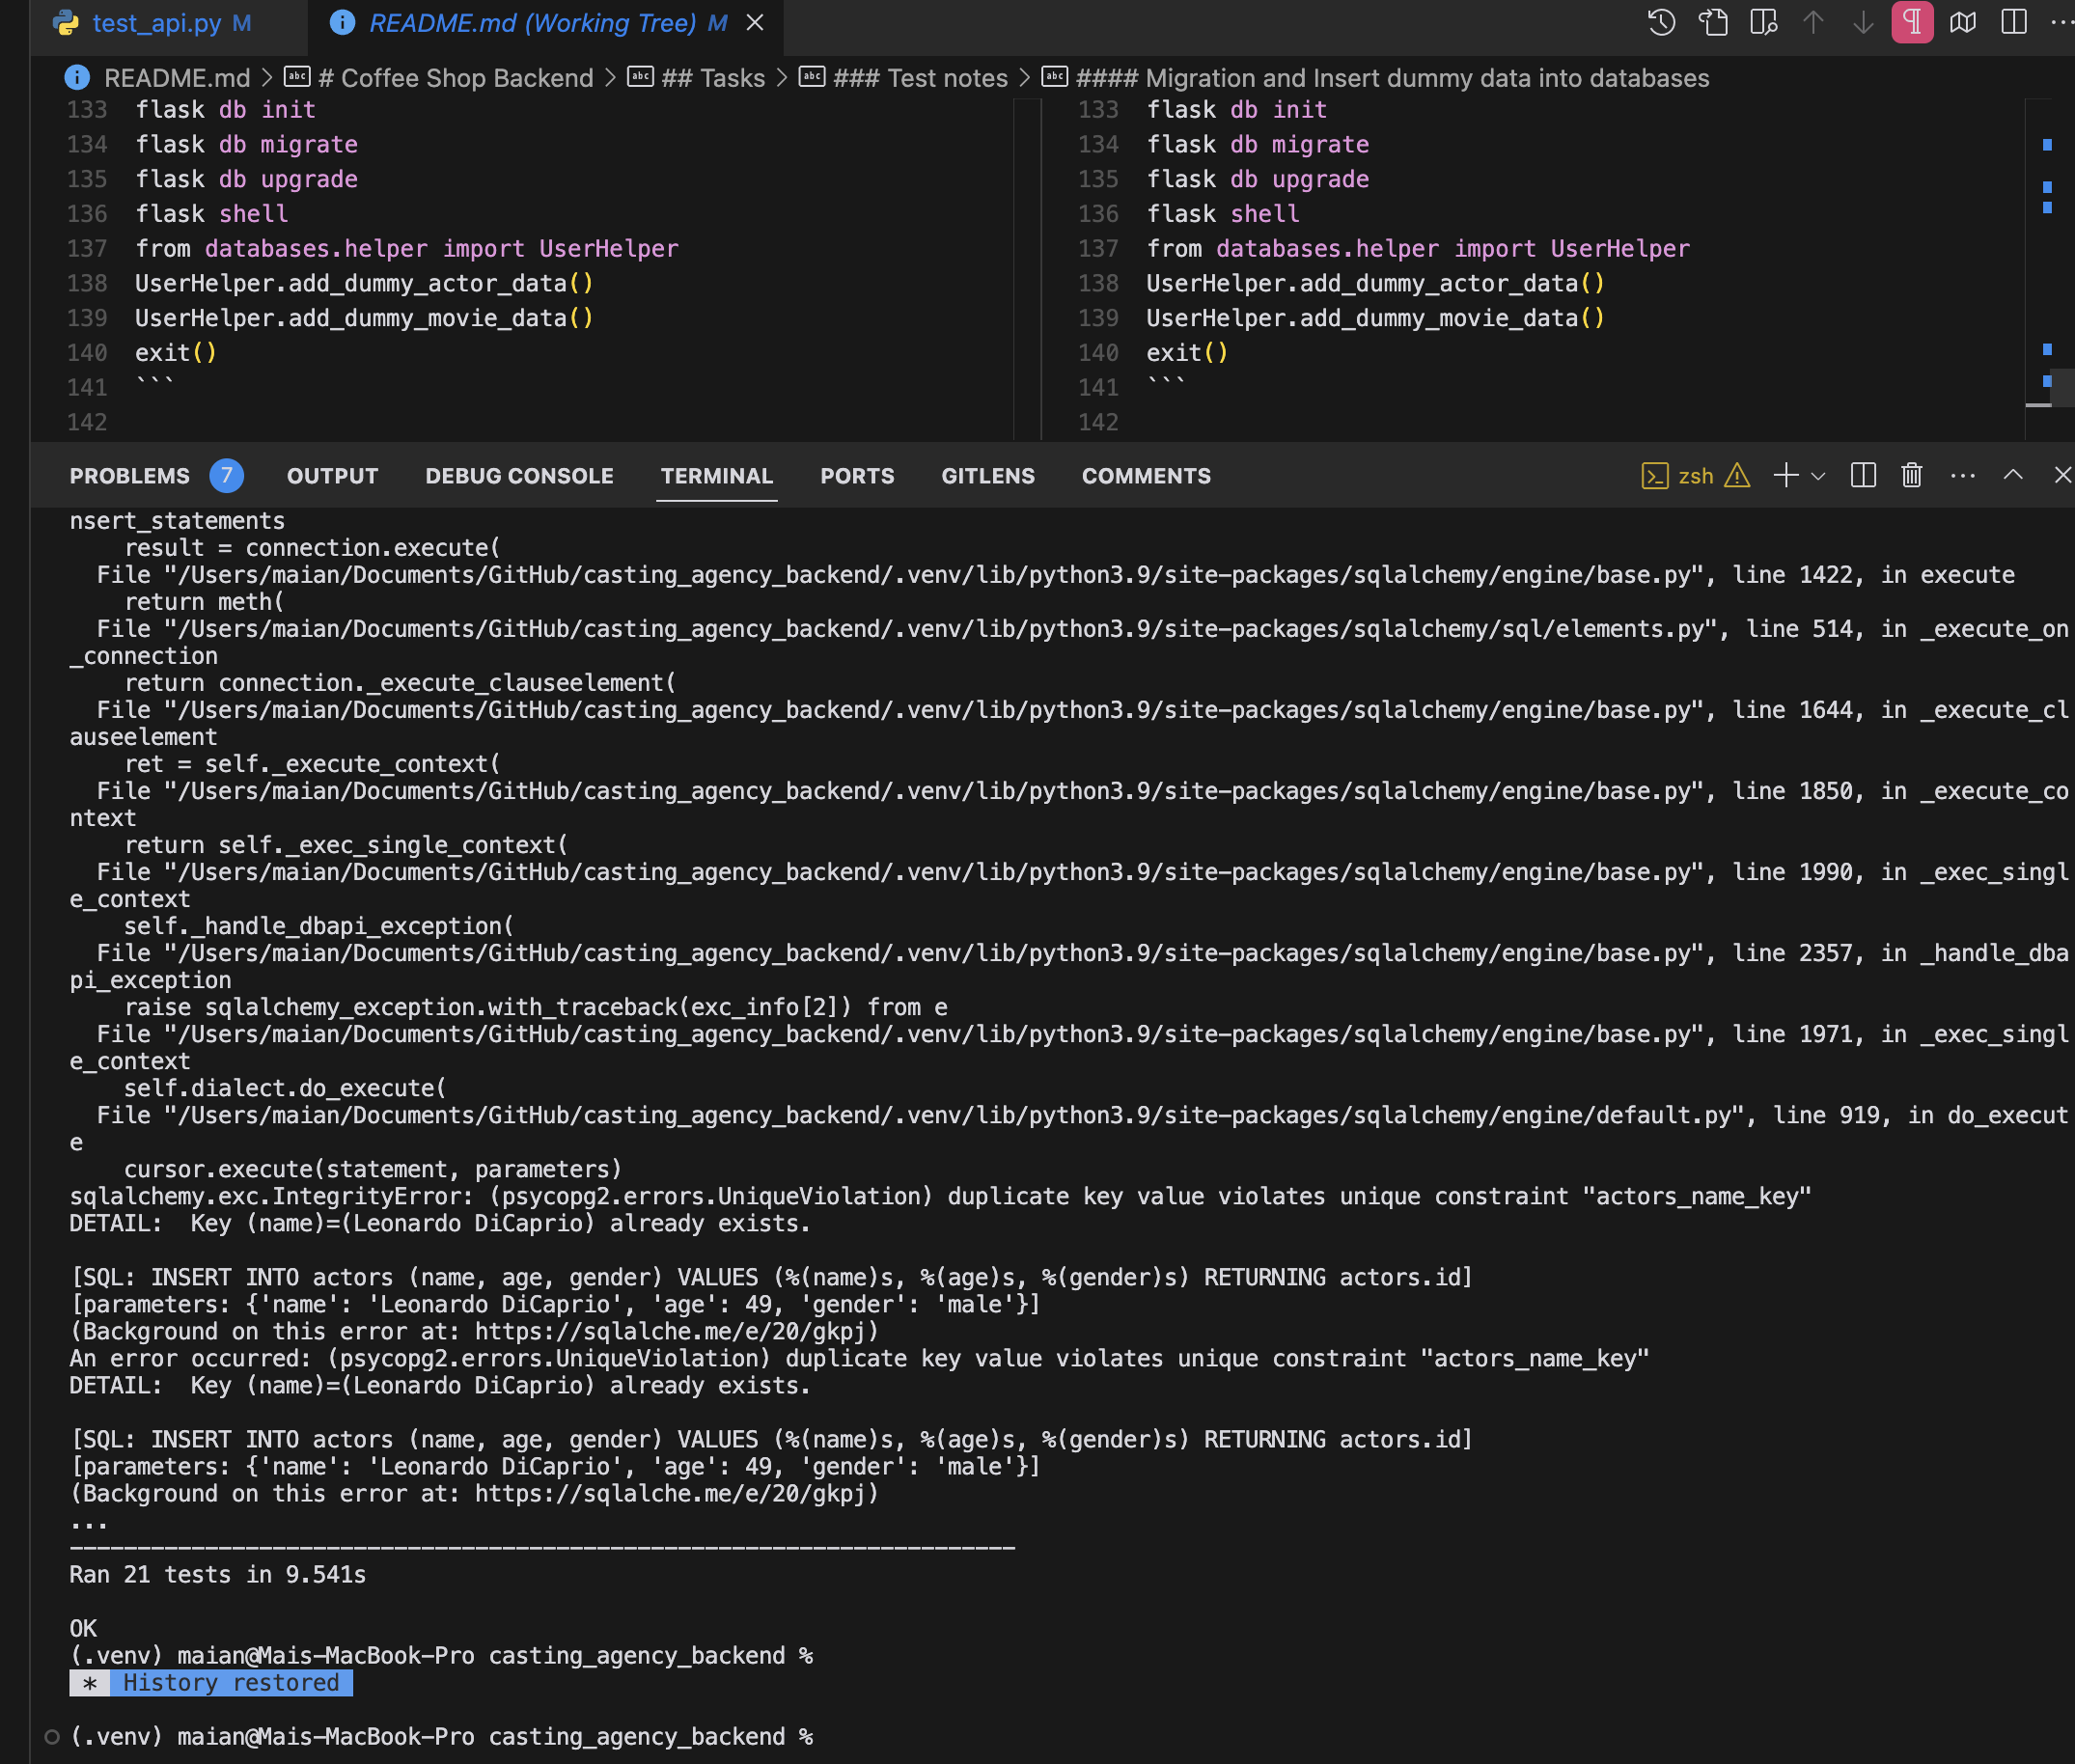 test_api.py M
README.md (Working Tree) M
README.md > # Coffee Shop Backend > ## Tasks > ### Test notes > #### Migration and Insert dummy data into databases
133 flask db init
134 flask db migrate
135 flask db upgrade
136 flask shell
137 from databases.helper import UserHelper
138 UserHelper.add_dummy_actor_data()
139 UserHelper.add_dummy_movie_data()
140 exit()
141 ```
142
133 flask db init
134 flask db migrate
135 flask db upgrade
136 flask shell
137 from databases.helper import UserHelper
138 UserHelper.add_dummy_actor_data()
139 UserHelper.add_dummy_movie_data()
140 exit()
141 ```
142
PROBLEMS 7 OUTPUT DEBUG CONSOLE TERMINAL PORTS GITLENS COMMENTS zsh
nsert_statements
    result = connection.execute(
  File "/Users/maian/Documents/GitHub/casting_agency_backend/.venv/lib/python3.9/site-packages/sqlalchemy/engine/base.py", line 1422, in execute
    return meth(
  File "/Users/maian/Documents/GitHub/casting_agency_backend/.venv/lib/python3.9/site-packages/sqlalchemy/sql/elements.py", line 514, in _execute_on
_connection
    return connection._execute_clauseelement(
  File "/Users/maian/Documents/GitHub/casting_agency_backend/.venv/lib/python3.9/site-packages/sqlalchemy/engine/base.py", line 1644, in _execute_cl
auseelement
    ret = self._execute_context(
  File "/Users/maian/Documents/GitHub/casting_agency_backend/.venv/lib/python3.9/site-packages/sqlalchemy/engine/base.py", line 1850, in _execute_co
ntext
    return self._exec_single_context(
  File "/Users/maian/Documents/GitHub/casting_agency_backend/.venv/lib/python3.9/site-packages/sqlalchemy/engine/base.py", line 1990, in _exec_singl
e_context
    self._handle_dbapi_exception(
  File "/Users/maian/Documents/GitHub/casting_agency_backend/.venv/lib/python3.9/site-packages/sqlalchemy/engine/base.py", line 2357, in _handle_dba
pi_exception
    raise sqlalchemy_exception.with_traceback(exc_info[2]) from e
  File "/Users/maian/Documents/GitHub/casting_agency_backend/.venv/lib/python3.9/site-packages/sqlalchemy/engine/base.py", line 1971, in _exec_singl
e_context
    self.dialect.do_execute(
  File "/Users/maian/Documents/GitHub/casting_agency_backend/.venv/lib/python3.9/site-packages/sqlalchemy/engine/default.py", line 919, in do_execut
e
    cursor.execute(statement, parameters)
sqlalchemy.exc.IntegrityError: (psycopg2.errors.UniqueViolation) duplicate key value violates unique constraint "actors_name_key"
DETAIL:  Key (name)=(Leonardo DiCaprio) already exists.
[SQL: INSERT INTO actors (name, age, gender) VALUES (%(name)s, %(age)s, %(gender)s) RETURNING actors.id]
[parameters: {'name': 'Leonardo DiCaprio', 'age': 49, 'gender': 'male'}]
(Background on this error at: https://sqlalche.me/e/20/gkpj)
An error occurred: (psycopg2.errors.UniqueViolation) duplicate key value violates unique constraint "actors_name_key"
DETAIL:  Key (name)=(Leonardo DiCaprio) already exists.
[SQL: INSERT INTO actors (name, age, gender) VALUES (%(name)s, %(age)s, %(gender)s) RETURNING actors.id]
[parameters: {'name': 'Leonardo DiCaprio', 'age': 49, 'gender': 'male'}]
(Background on this error at: https://sqlalche.me/e/20/gkpj)
...
----------------------------------------------------------------------
Ran 21 tests in 9.541s
OK
(.venv) maian@Mais-MacBook-Pro casting_agency_backend %
* History restored
(.venv) maian@Mais-MacBook-Pro casting_agency_backend %